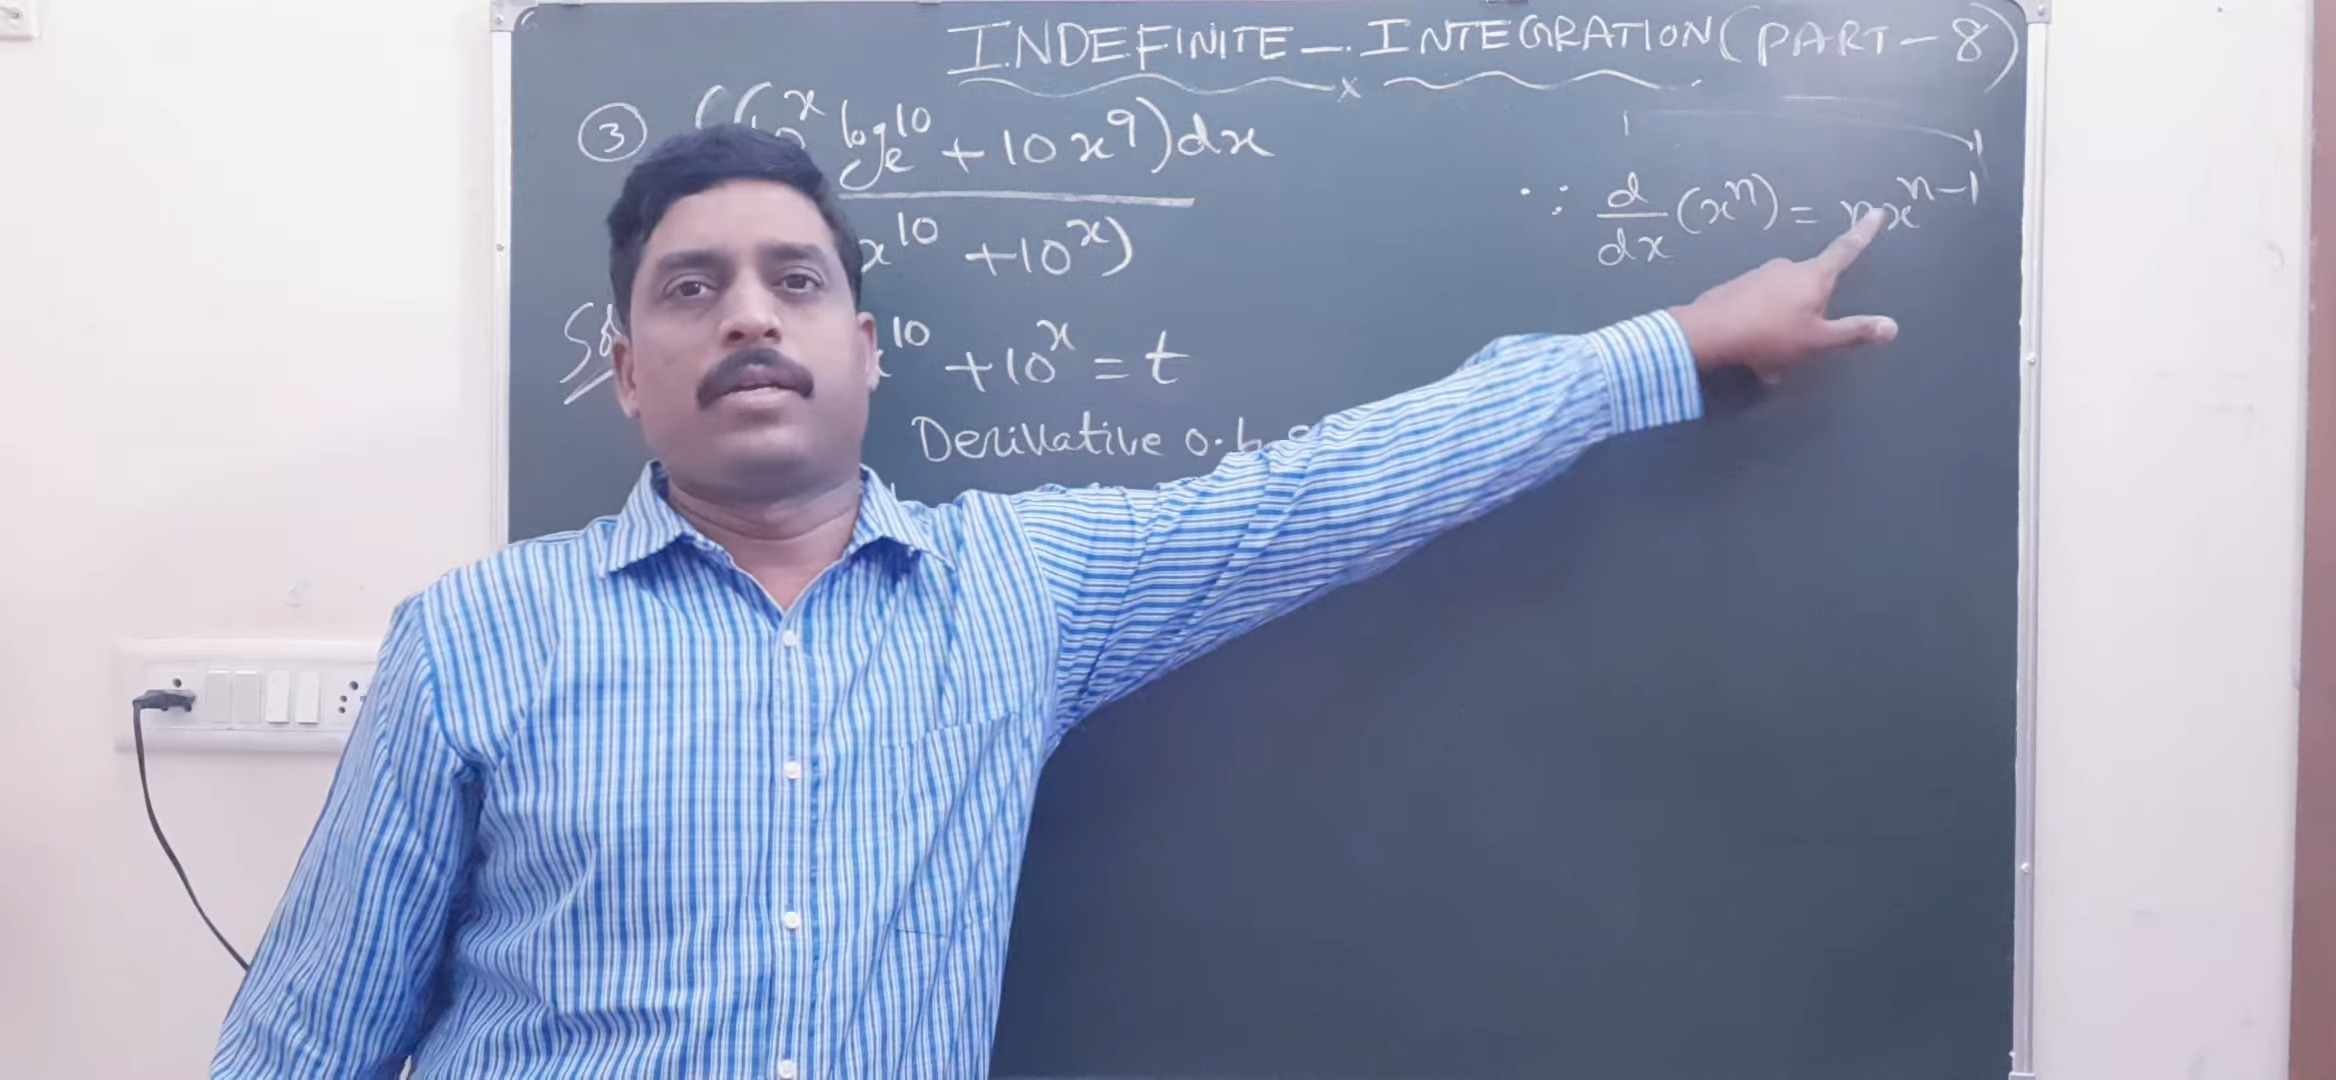 INDEFINITE - INTEGRATION (PART - 8)
③ ∫ (10^x log_e 10 + 10x^9) dx
x^10 + 10^x)
∵ d/dx (x^n) = nx^n-1
Sol
x^10 + 10^x = t
Derivative o.b.s